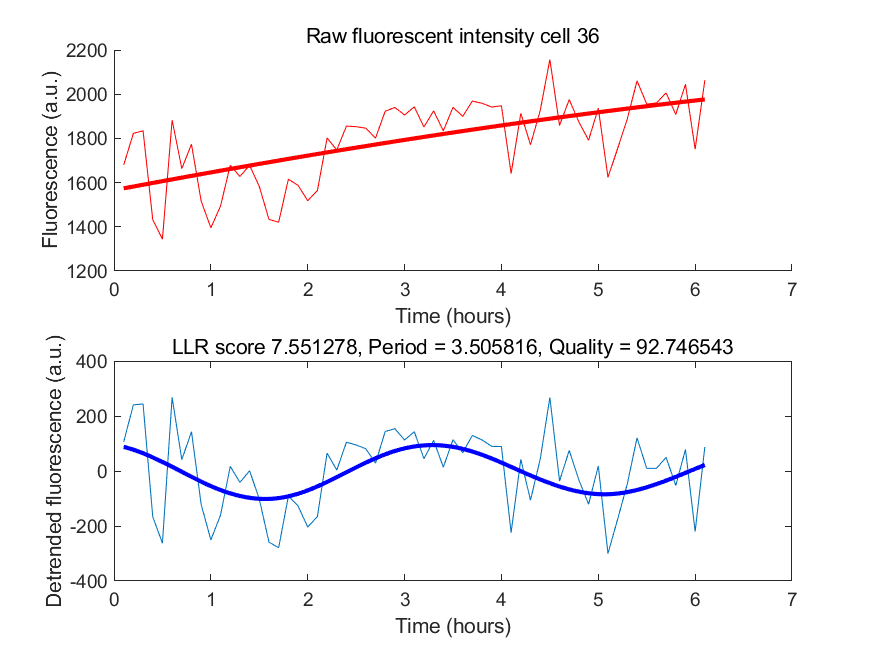 Raw fluorescent intensity cell 36
2200
2000
1800
1600
1400
1200
Fluorescence (a.u.)
0 1 2 3 4 5 6 7
Time (hours)
LLR score 7.551278, Period = 3.505816, Quality = 92.746543
400
200
0
-200
-400
Detrended fluorescence (a.u.)
0 1 2 3 4 5 6 7
Time (hours)